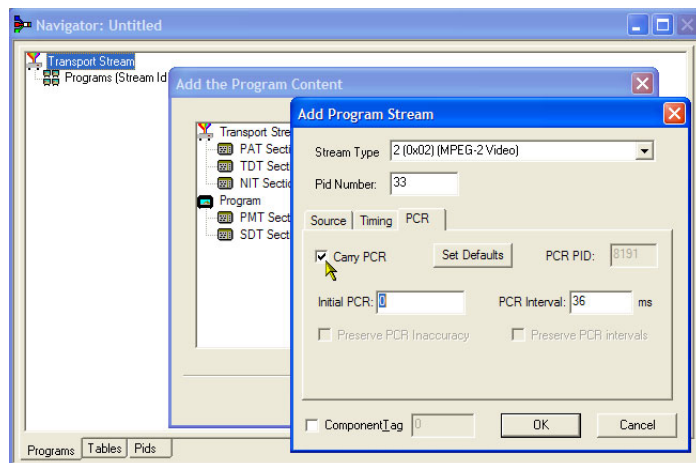 Navigator: Untitled
Transport Stream
Programs (Stream Id
Add the Program Content
Transport Stre
PAT Secti
TDT Sect
NIT Sectio
Program
PMT Sect
SDT Sect
Add Program Stream
Stream Type 2 (0x02) (MPEG-2 Video)
Pid Number: 33
Source Timing PCR
Carry PCR Set Defaults PCR PID: 8191
Initial PCR: 0 PCR Interval: 36 ms
Preserve PCR Inaccuracy Preserve PCR intervals
ComponentTag 0 OK Cancel
Programs Tables Pids